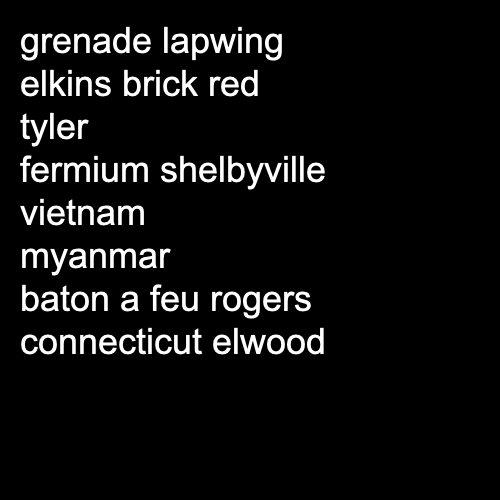 grenade lapwing
elkins brick red
tyler
fermium shelbyville
vietnam
myanmar
baton a feu rogers
connecticut elwood